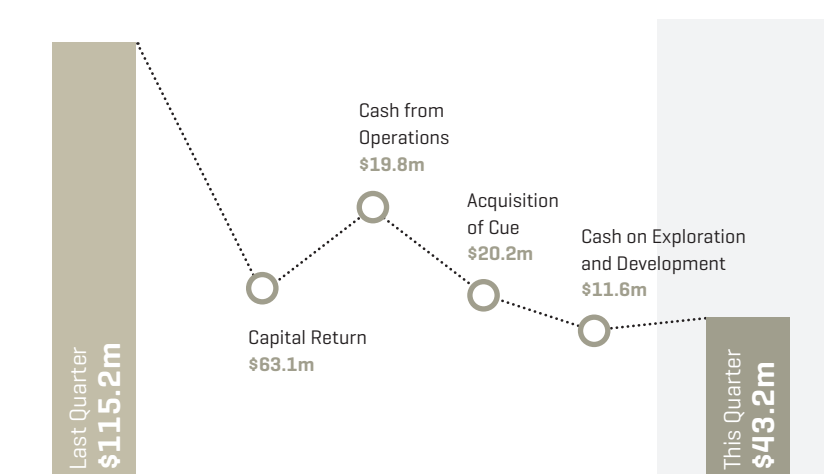 Last Quarter
$115.2m
Capital Return
$63.1m
Cash from
Operations
$19.8m
Acquisition
of Cue
$20.2m
Cash on Exploration
and Development
$11.6m
This Quarter
$43.2m